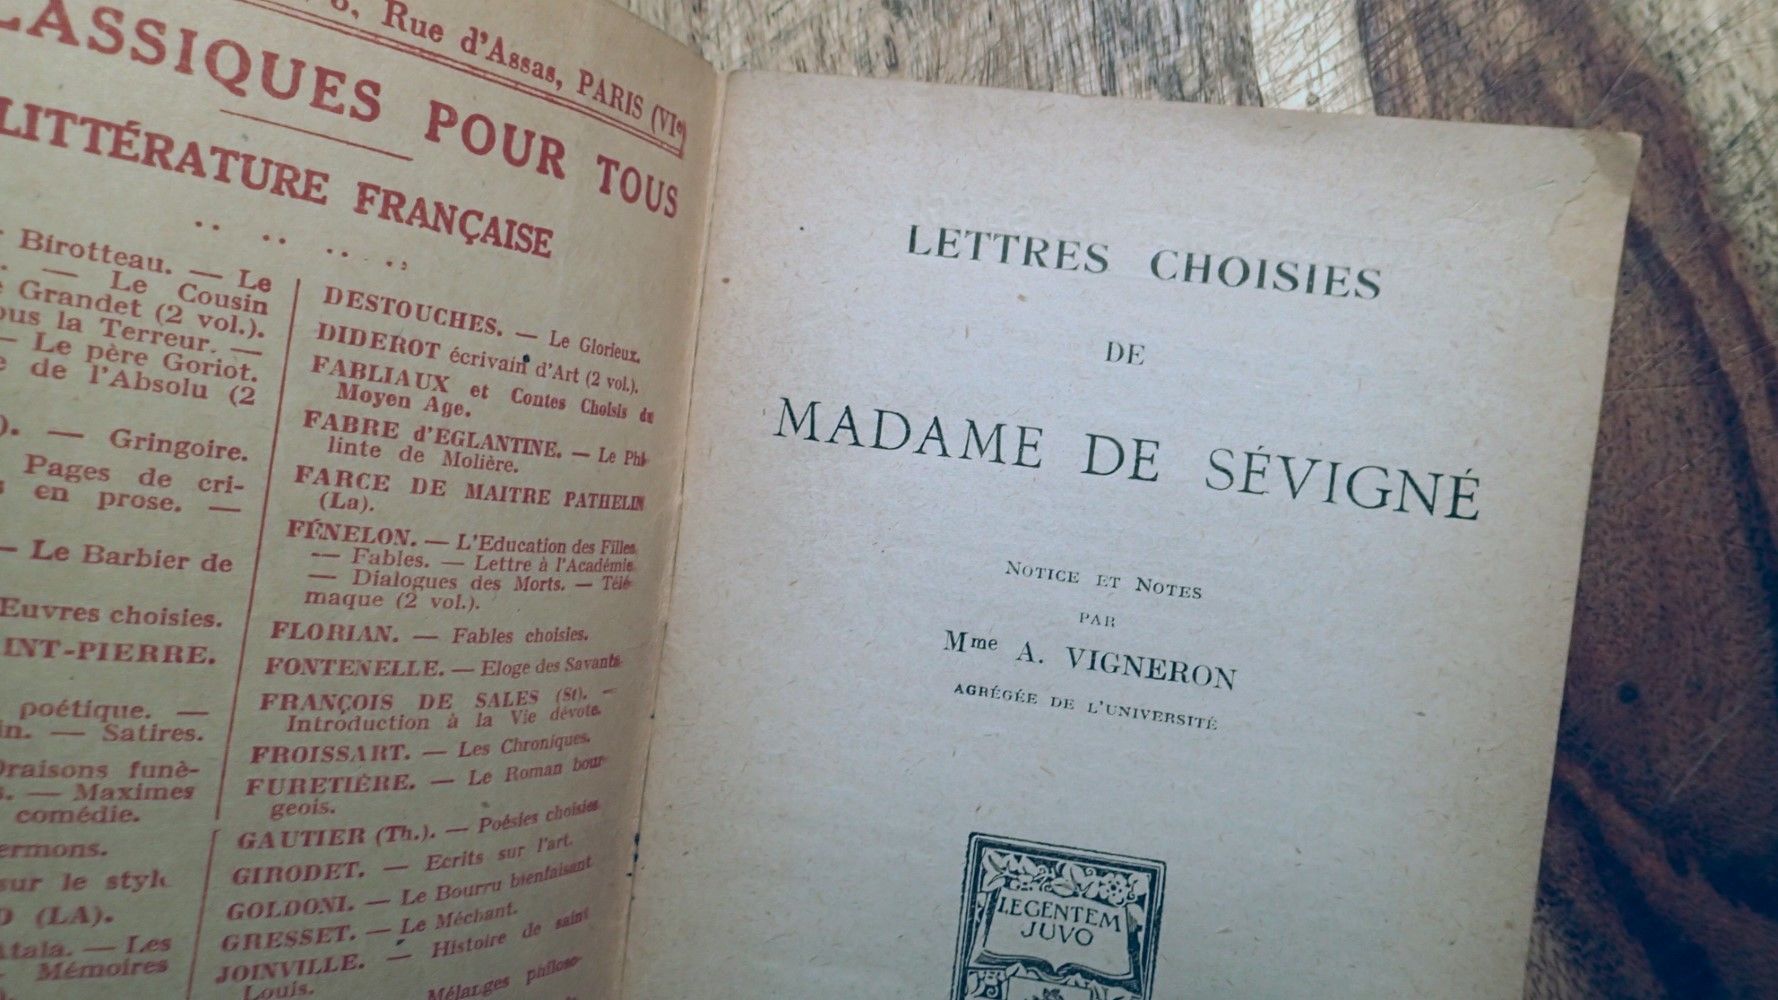 8, Rue d'Assas, PARIS (VIe)
CLASSIQUES POUR TOUS
LITTÉRATURE FRANÇAISE
Birotteau. — Le
— Le Cousin
Grandet (2 vol.).
la Terreur. —
— Le père Goriot.
de l'Absolu (2
— Gringoire.
Pages de cri-
en prose. —
— Le Barbier de
Euvres choisies.
INT-PIERRE.
poétique. —
— Satires.
Oraisons funè-
— Maximes
comédie.
ermons.
sur le style
(LA).
Atala. — Les
Mémoires
DESTOUCHES. — Le Glorieux.
DIDEROT écrivain d'Art (2 vol.).
FABLIAUX et Contes Choisis du
Moyen Age.
FABRE d'EGLANTINE. — Le Phi-
linte de Molière.
FARCE DE MAITRE PATHELIN
(La).
FÉNELON. — L'Education des Filles
— Fables. — Lettre à l'Académie
— Dialogues des Morts. — Télé-
maque (2 vol.).
FLORIAN. — Fables choisies.
FONTENELLE. — Eloge des Savants.
FRANÇOIS DE SALES (St). —
Introduction à la Vie dévote.
FROISSART. — Les Chroniques.
FURETIÈRE. — Le Roman bour-
geois.
GAUTIER (Th.). — Poésies choisies
GIRODET. — Ecrits sur l'art.
GOLDONI. — Le Bourru bienfaisant
GRESSET. — Le Méchant.
JOINVILLE. — Histoire de saint
Louis.
Mélanges philoso-
LETTRES CHOISIES
DE
MADAME DE SÉVIGNÉ
NOTICE ET NOTES
PAR
Mme A. VIGNERON
AGRÉGÉE DE L'UNIVERSITÉ
LEGENTEM
JUVO